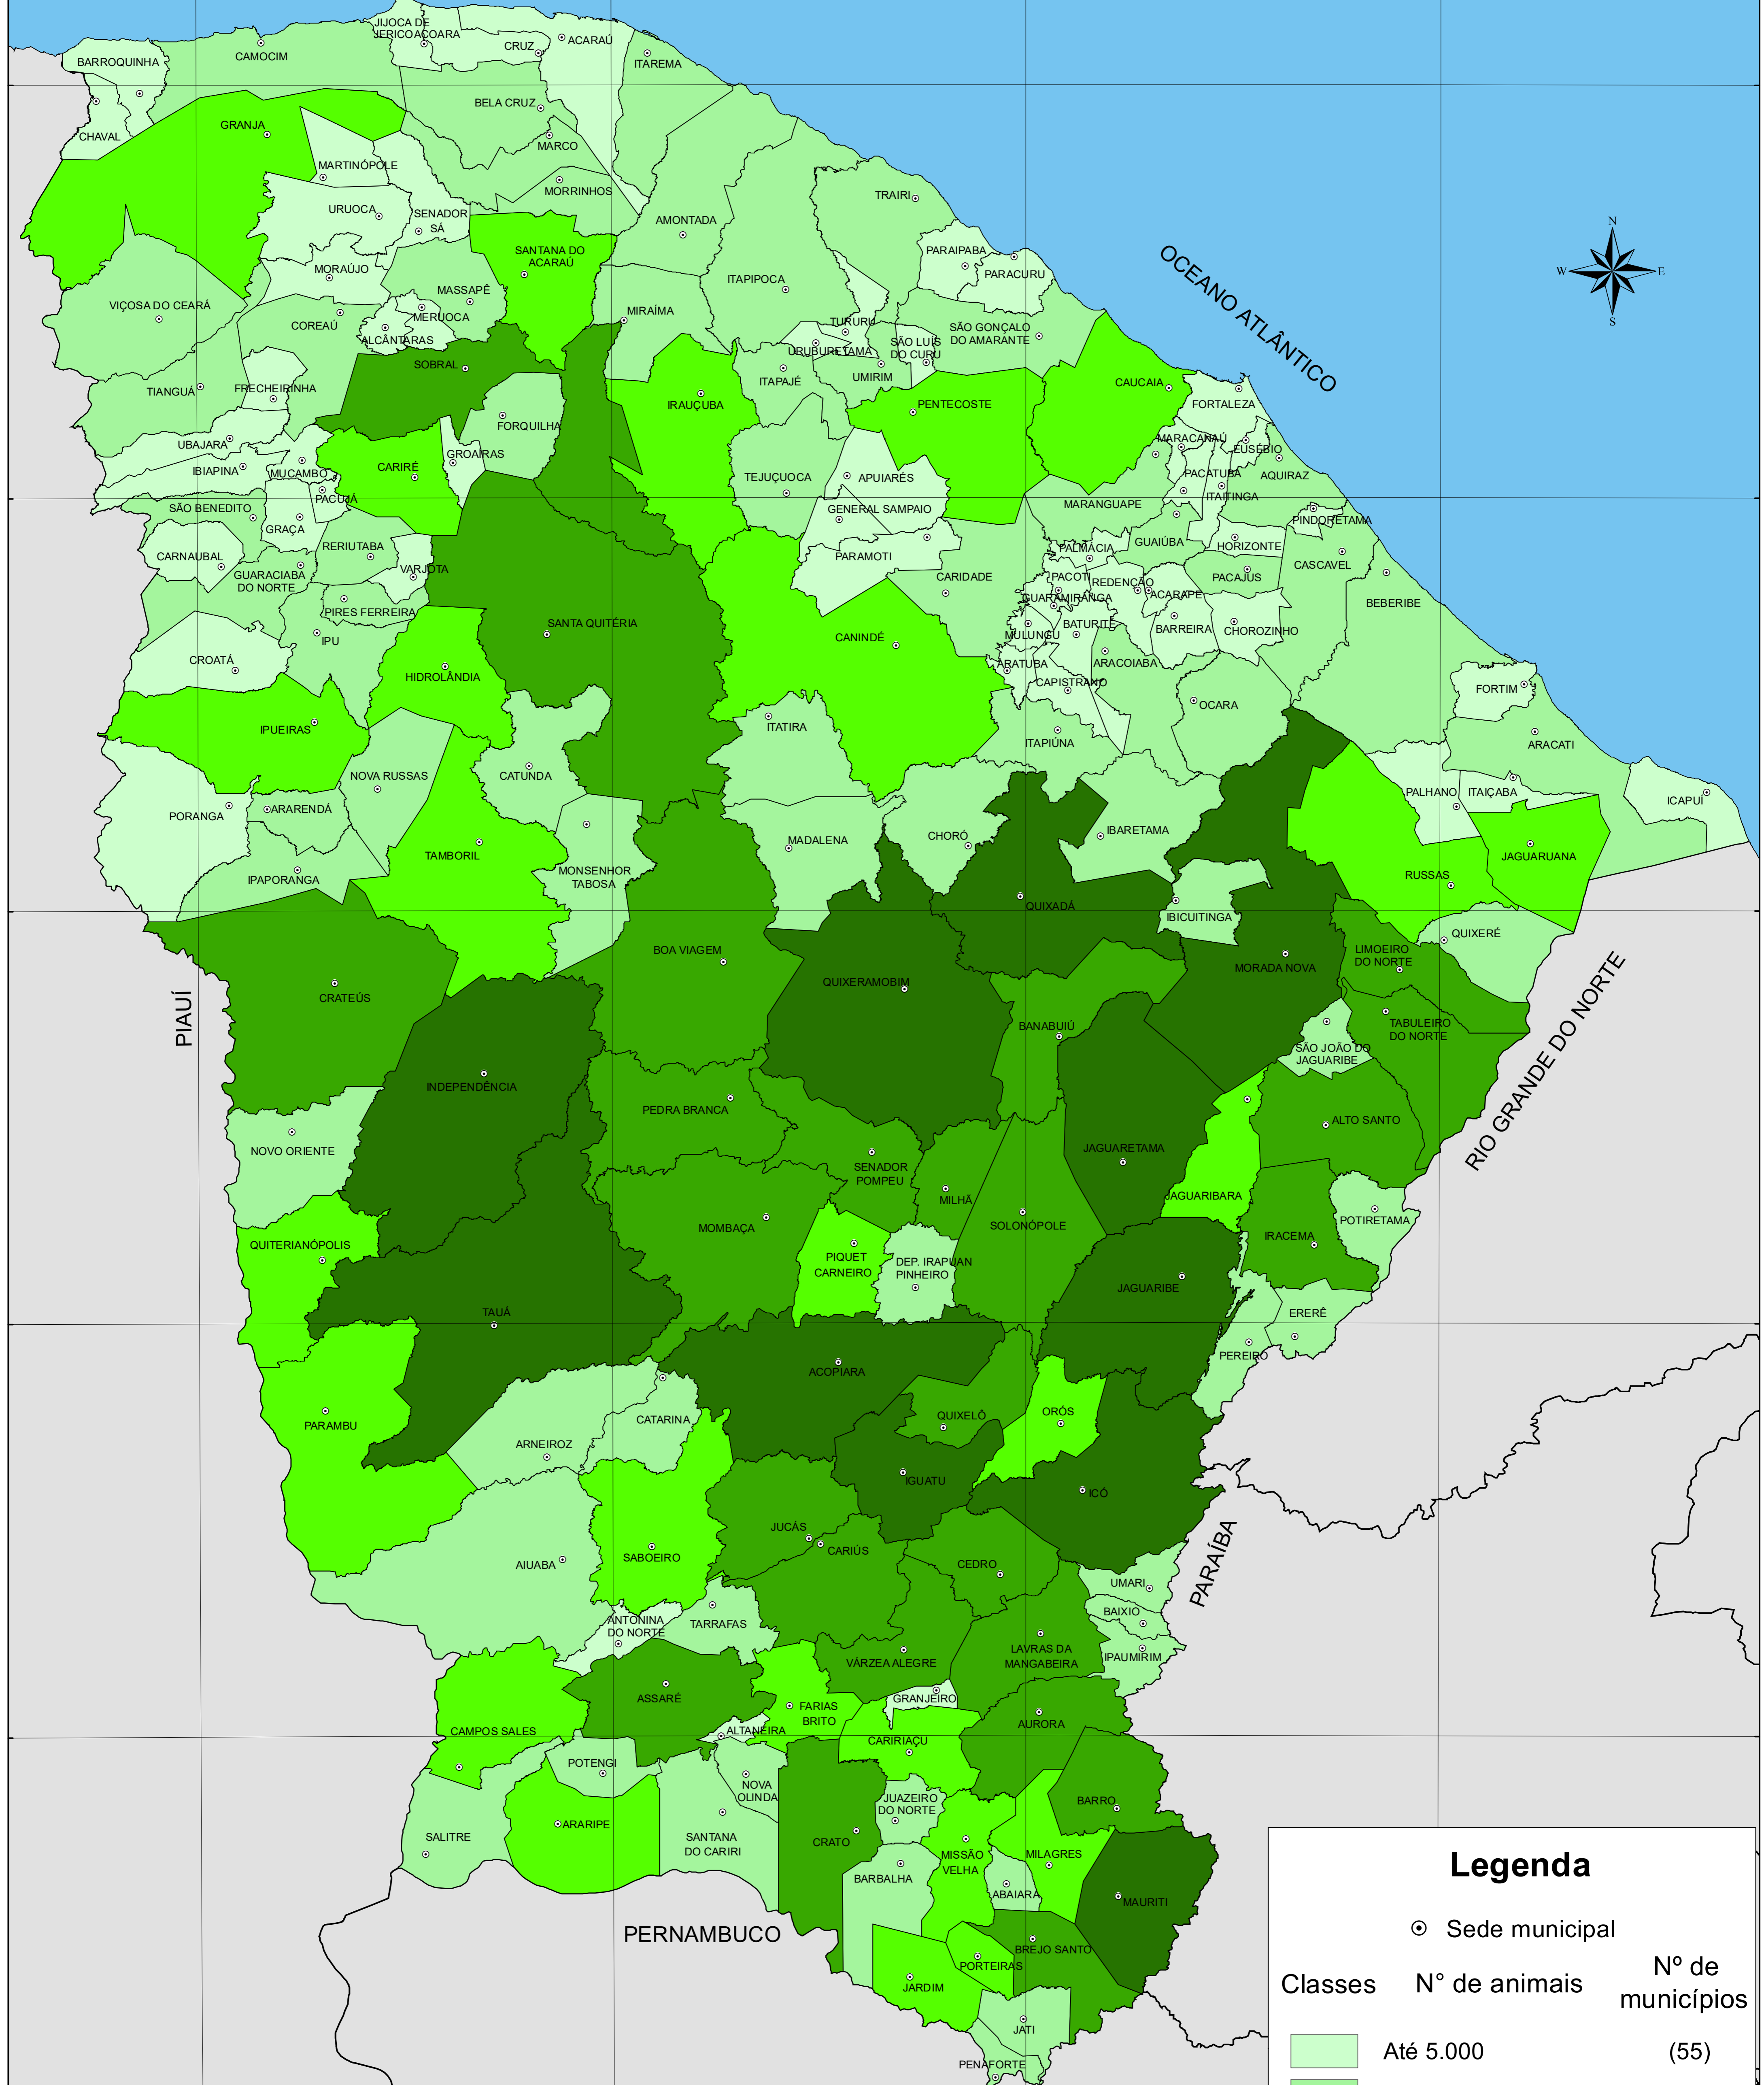 JIJOCA DE
JERICOACOARA
CRUZ
ACARAÚ
BARROQUINHA
CAMOCIM
ITAREMA
BELA CRUZ
CHAVAL
GRANJA
MARCO
MARTINÓPOLE
MORRINHOS
TRAIRI
URUOCA
SENADOR
SÁ
AMONTADA
N
W
E
S
SANTANA DO
ACARAÚ
PARAIPABA
PARACURU
OCEANO ATLÂNTICO
MORAÚJO
ITAPIPOCA
MASSAPÊ
VIÇOSA DO CEARÁ
MERUOCA
MIRAÍMA
COREAÚ
TURURU
SÃO GONÇALO
DO AMARANTE
ALCÂNTARAS
URUBURETAMA
SÃO LUÍS
DO CURU
SOBRAL
ITAPAJÉ
UMIRIM
CAUCAIA
TIANGUÁ
FRECHEIRINHA
IRAUÇUBA
PENTECOSTE
FORTALEZA
FORQUILHA
UBAJARA
MARACANAÚ
EUSÉBIO
GROAÍRAS
IBIAPINA
MUCAMBO
CARIRÉ
TEJUÇUOCA
APUIARÉS
PACATUBA
AQUIRAZ
PACUJÁ
ITAITINGA
SÃO BENEDITO
GENERAL SAMPAIO
MARANGUAPE
GRAÇA
PINDORETAMA
CARNAUBAL
RERIUTABA
PARAMOTI
PALMÁCIA
GUAIÚBA
HORIZONTE
VARJOTA
CASCAVEL
GUARACIABA
DO NORTE
CARIDADE
PACOTI
REDENÇÃO
PACAJUS
PIRES FERREIRA
GUARAMIRANGA
ACARAPE
BEBERIBE
SANTA QUITÉRIA
CANINDÉ
MULUNGU
BATURITÉ
BARREIRA
CHOROZINHO
IPU
CROATÁ
ARATUBA
ARACOIABA
HIDROLÂNDIA
CAPISTRANO
FORTIM
OCARA
IPUEIRAS
ITATIRA
ITAPIÚNA
ARACATI
NOVA RUSSAS
CATUNDA
PALHANO
ITAIÇABA
ICAPUÍ
PORANGA
ARARENDÁ
MADALENA
CHORÓ
IBARETAMA
TAMBORIL
JAGUARUANA
MONSENHOR
TABOSA
IPAPORANGA
RUSSAS
QUIXADÁ
IBICUITINGA
QUIXERÉ
BOA VIAGEM
LIMOEIRO
DO NORTE
MORADA NOVA
QUIXERAMOBIM
CRATEÚS
PIAUÍ
BANABUIÚ
TABULEIRO
DO NORTE
RIO GRANDE DO NORTE
SÃO JOÃO DO
JAGUARIBE
INDEPENDÊNCIA
PEDRA BRANCA
ALTO SANTO
NOVO ORIENTE
JAGUARETAMA
SENADOR
POMPEU
JAGUARIBARA
MILHÃ
SOLONÓPOLE
MOMBAÇA
POTIRETAMA
QUITERIANÓPOLIS
IRACEMA
PIQUET
CARNEIRO
DEP. IRAPUAN
PINHEIRO
JAGUARIBE
TAUÁ
ERERÊ
PEREIRO
ACOPIARA
PARAMBU
CATARINA
QUIXELÔ
ORÓS
ARNEIROZ
IGUATU
ICÓ
JUCÁS
CARIÚS
PARAÍBA
AIUABA
SABOEIRO
CEDRO
UMARI
BAIXIO
ANTONINA
DO NORTE
TARRAFAS
LAVRAS DA
MANGABEIRA
IPAUMIRIM
VÁRZEA ALEGRE
ASSARÉ
GRANJEIRO
FARIAS
BRITO
AURORA
CAMPOS SALES
ALTANEIRA
CARIRIAÇU
POTENGI
NOVA
OLINDA
JUAZEIRO
DO NORTE
BARRO
ARARIPE
SALITRE
SANTANA
DO CARIRI
CRATO
MISSÃO
VELHA
MILAGRES
BARBALHA
ABAIARA
MAURITI
PERNAMBUCO
BREJO SANTO
PORTEIRAS
JARDIM
JATI
PENAFORTE
Legenda
Sede municipal
Classes N° de animais Nº de
municípios
Até 5.000 (55)